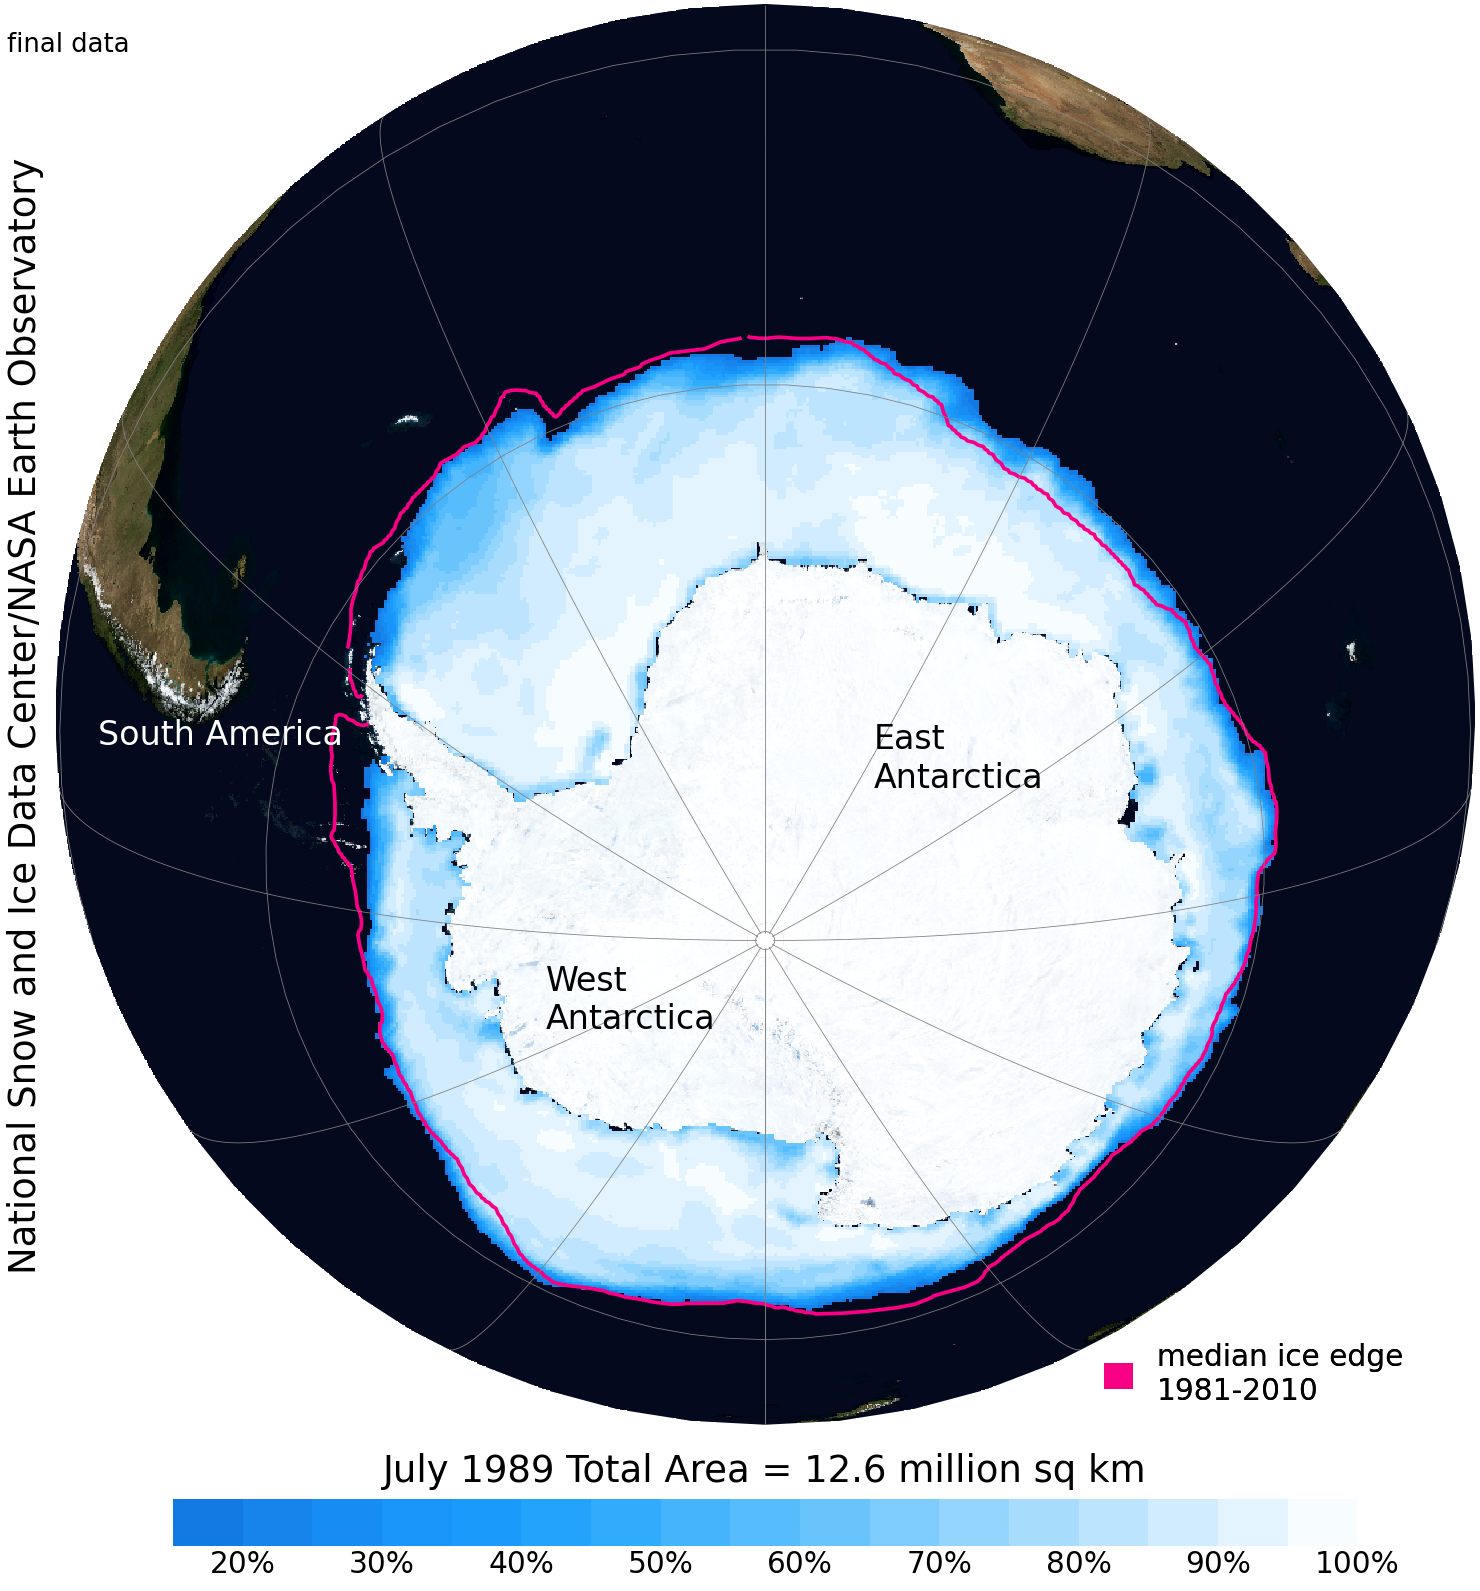 final data
National Snow and Ice Data Center/NASA Earth Observatory
South America
East
Antarctica
West
Antarctica
median ice edge
1981-2010
July 1989 Total Area = 12.6 million sq km
20% 30% 40% 50% 60% 70% 80% 90% 100%